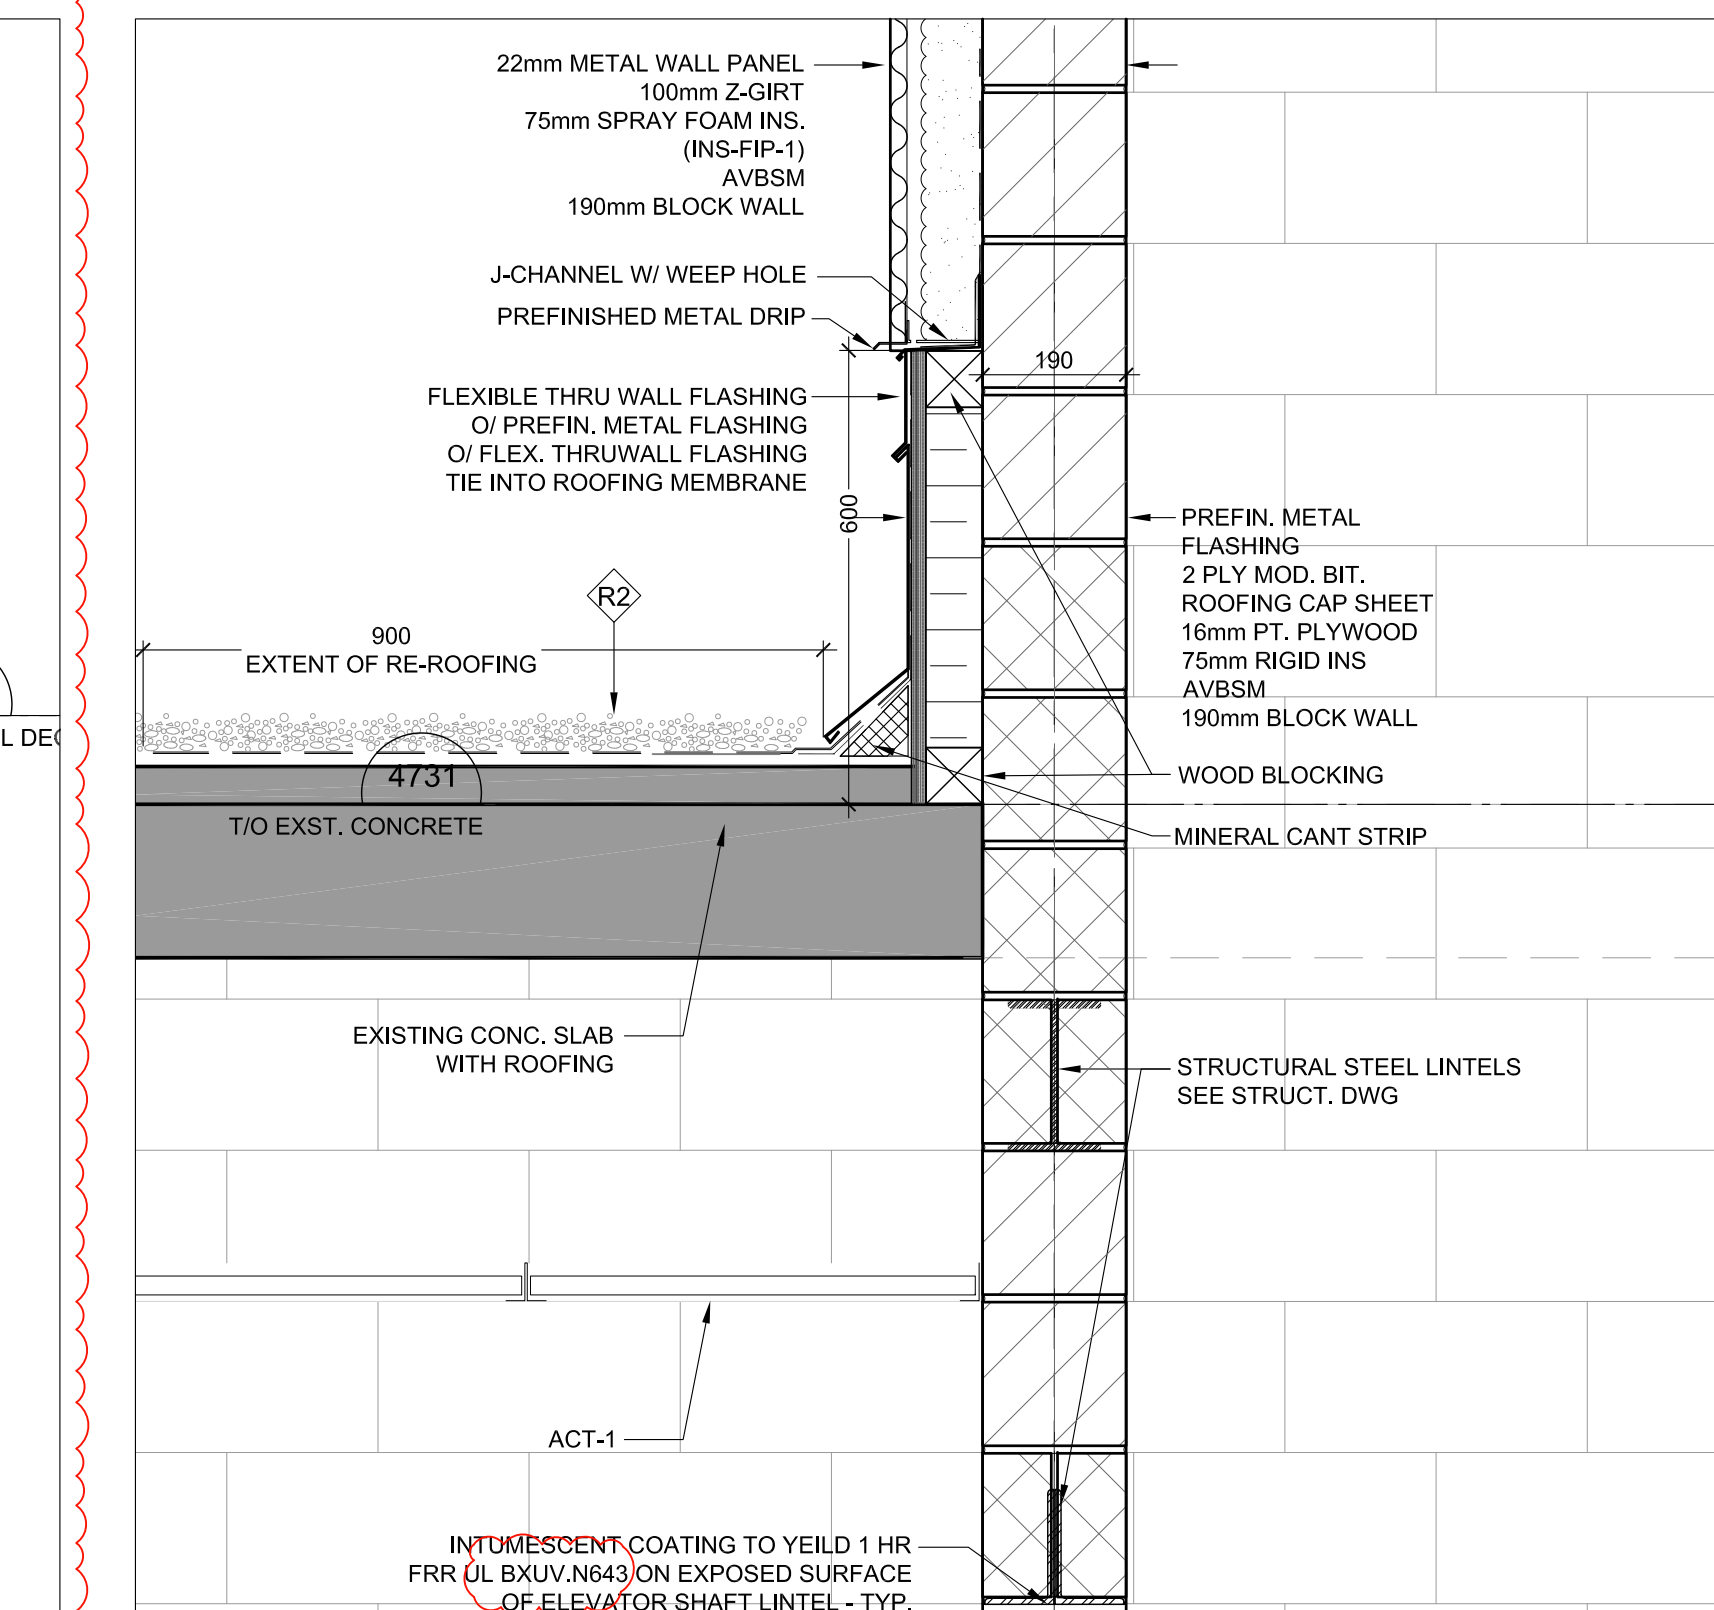 22mm METAL WALL PANEL
100mm Z-GIRT
75mm SPRAY FOAM INS.
(INS-FIP-1)
AVBSM
190mm BLOCK WALL
J-CHANNEL W/ WEEP HOLE
PREFINISHED METAL DRIP
190
FLEXIBLE THRU WALL FLASHING
O/ PREFIN. METAL FLASHING
O/ FLEX. THRUWALL FLASHING
TIE INTO ROOFING MEMBRANE
600
PREFIN. METAL
FLASHING
2 PLY MOD. BIT.
ROOFING CAP SHEET
16mm PT. PLYWOOD
75mm RIGID INS
AVBSM
190mm BLOCK WALL
R2
900
EXTENT OF RE-ROOFING
L DEC
4731
T/O EXST. CONCRETE
WOOD BLOCKING
MINERAL CANT STRIP
EXISTING CONC. SLAB
WITH ROOFING
STRUCTURAL STEEL LINTELS
SEE STRUCT. DWG
ACT-1
INTUMESCENT COATING TO YEILD 1 HR
FRR UL BXUV.N643 ON EXPOSED SURFACE
OF ELEVATOR SHAFT LINTEL - TYP.